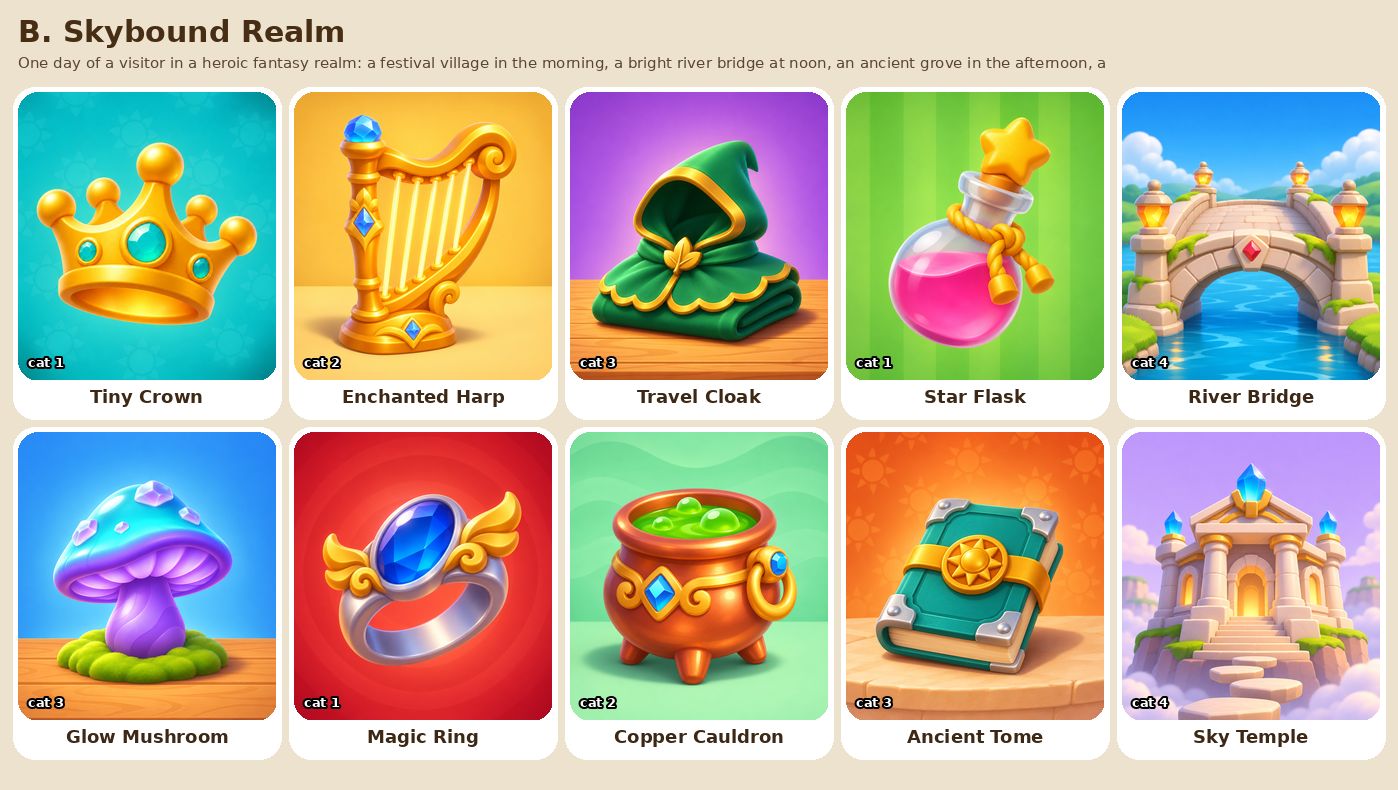 B. Skybound Realm
One day of a visitor in a heroic fantasy realm: a festival village in the morning, a bright river bridge at noon, an ancient grove in the afternoon, a
cat 1
Tiny Crown
cat 2
Enchanted Harp
cat 3
Travel Cloak
cat 1
Star Flask
cat 4
River Bridge
cat 3
Glow Mushroom
cat 1
Magic Ring
cat 2
Copper Cauldron
cat 3
Ancient Tome
cat 4
Sky Temple